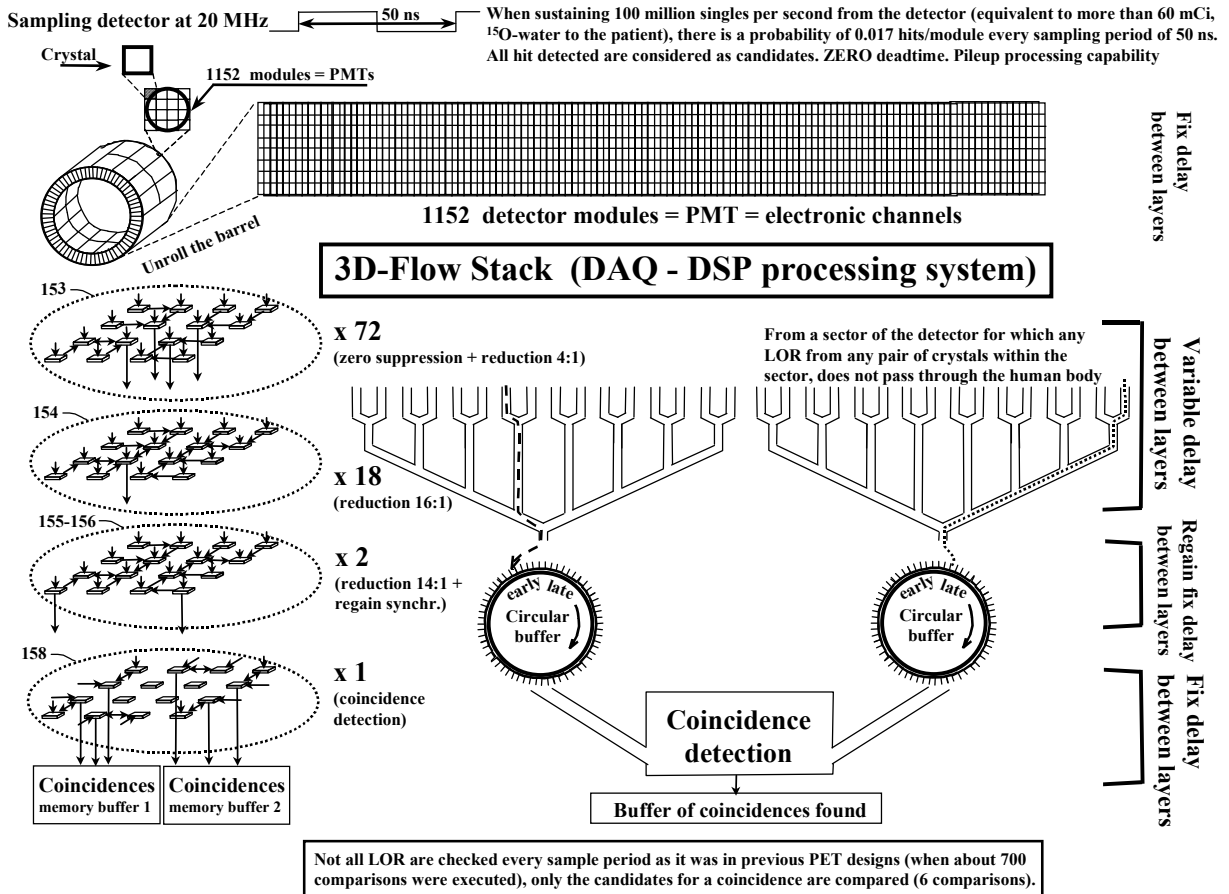 Sampling detector at 20 MHz
50 ns
When sustaining 100 million singles per second from the detector (equivalent to more than 60 mCi,
¹⁵O-water to the patient), there is a probability of 0.017 hits/module every sampling period of 50 ns.
All hit detected are considered as candidates. ZERO deadtime. Pileup processing capability
Crystal
1152 modules = PMTs
Unroll the barrel
1152 detector modules = PMT = electronic channels
Fix delay
between layers
3D-Flow Stack (DAQ - DSP processing system)
153
x 72
(zero suppression + reduction 4:1)
From a sector of the detector for which any
LOR from any pair of crystals within the
sector, does not pass through the human body
Variable delay
between layers
154
x 18
(reduction 16:1)
155-156
x 2
(reduction 14:1 +
regain synchr.)
early late
Circular
buffer
early late
Circular
buffer
Regain fix delay
between layers
158
x 1
(coincidence
detection)
Coincidence
detection
Fix delay
between layers
Coincidences
memory buffer 1
Coincidences
memory buffer 2
Buffer of coincidences found
Not all LOR are checked every sample period as it was in previous PET designs (when about 700
comparisons were executed), only the candidates for a coincidence are compared (6 comparisons).